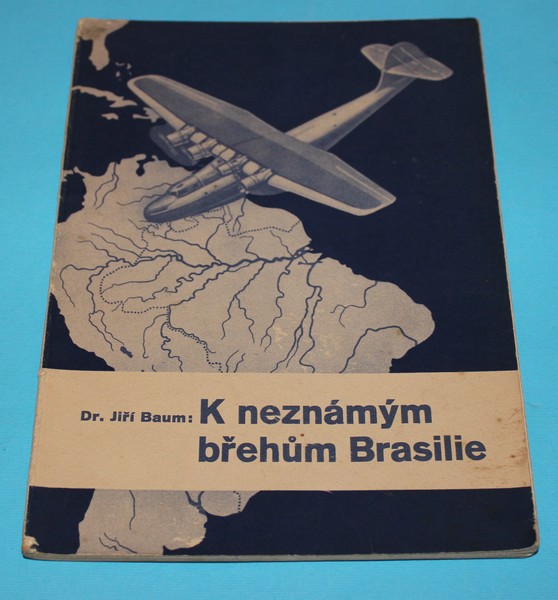 Dr. Jiří Baum: K neznámým
břehům Brasilie